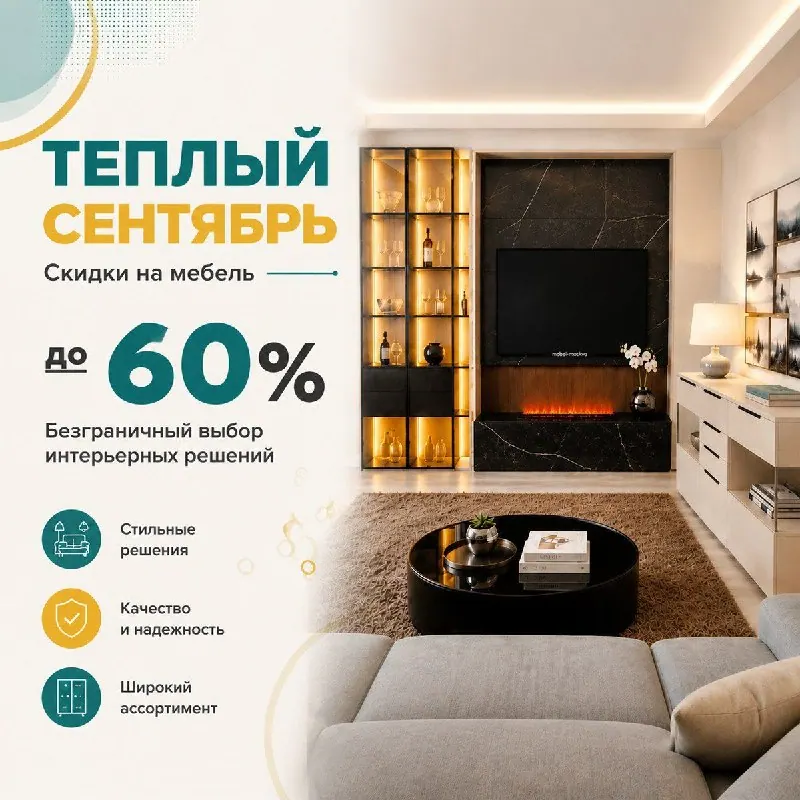 ТЕПЛЫЙ
СЕНТЯБРЬ
Скидки на мебель
до 60%
Безграничный выбор
интерьерных решений
Стильные
решения
Качество
и надежность
Широкий
ассортимент